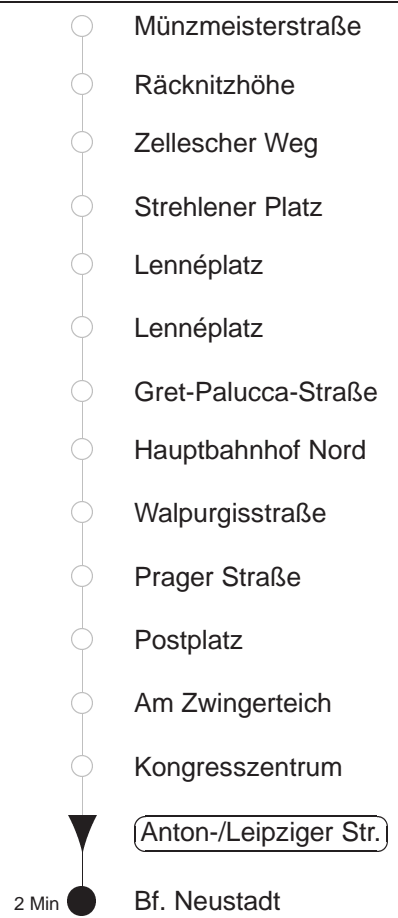 Münzmeisterstraße
Räcknitzhöhe
Zellescher Weg
Strehlener Platz
Lennéplatz
Lennéplatz
Gret-Palucca-Straße
Hauptbahnhof Nord
Walpurgisstraße
Prager Straße
Postplatz
Am Zwingerteich
Kongresszentrum
Anton-/Leipziger Str.
2 Min Bf. Neustadt